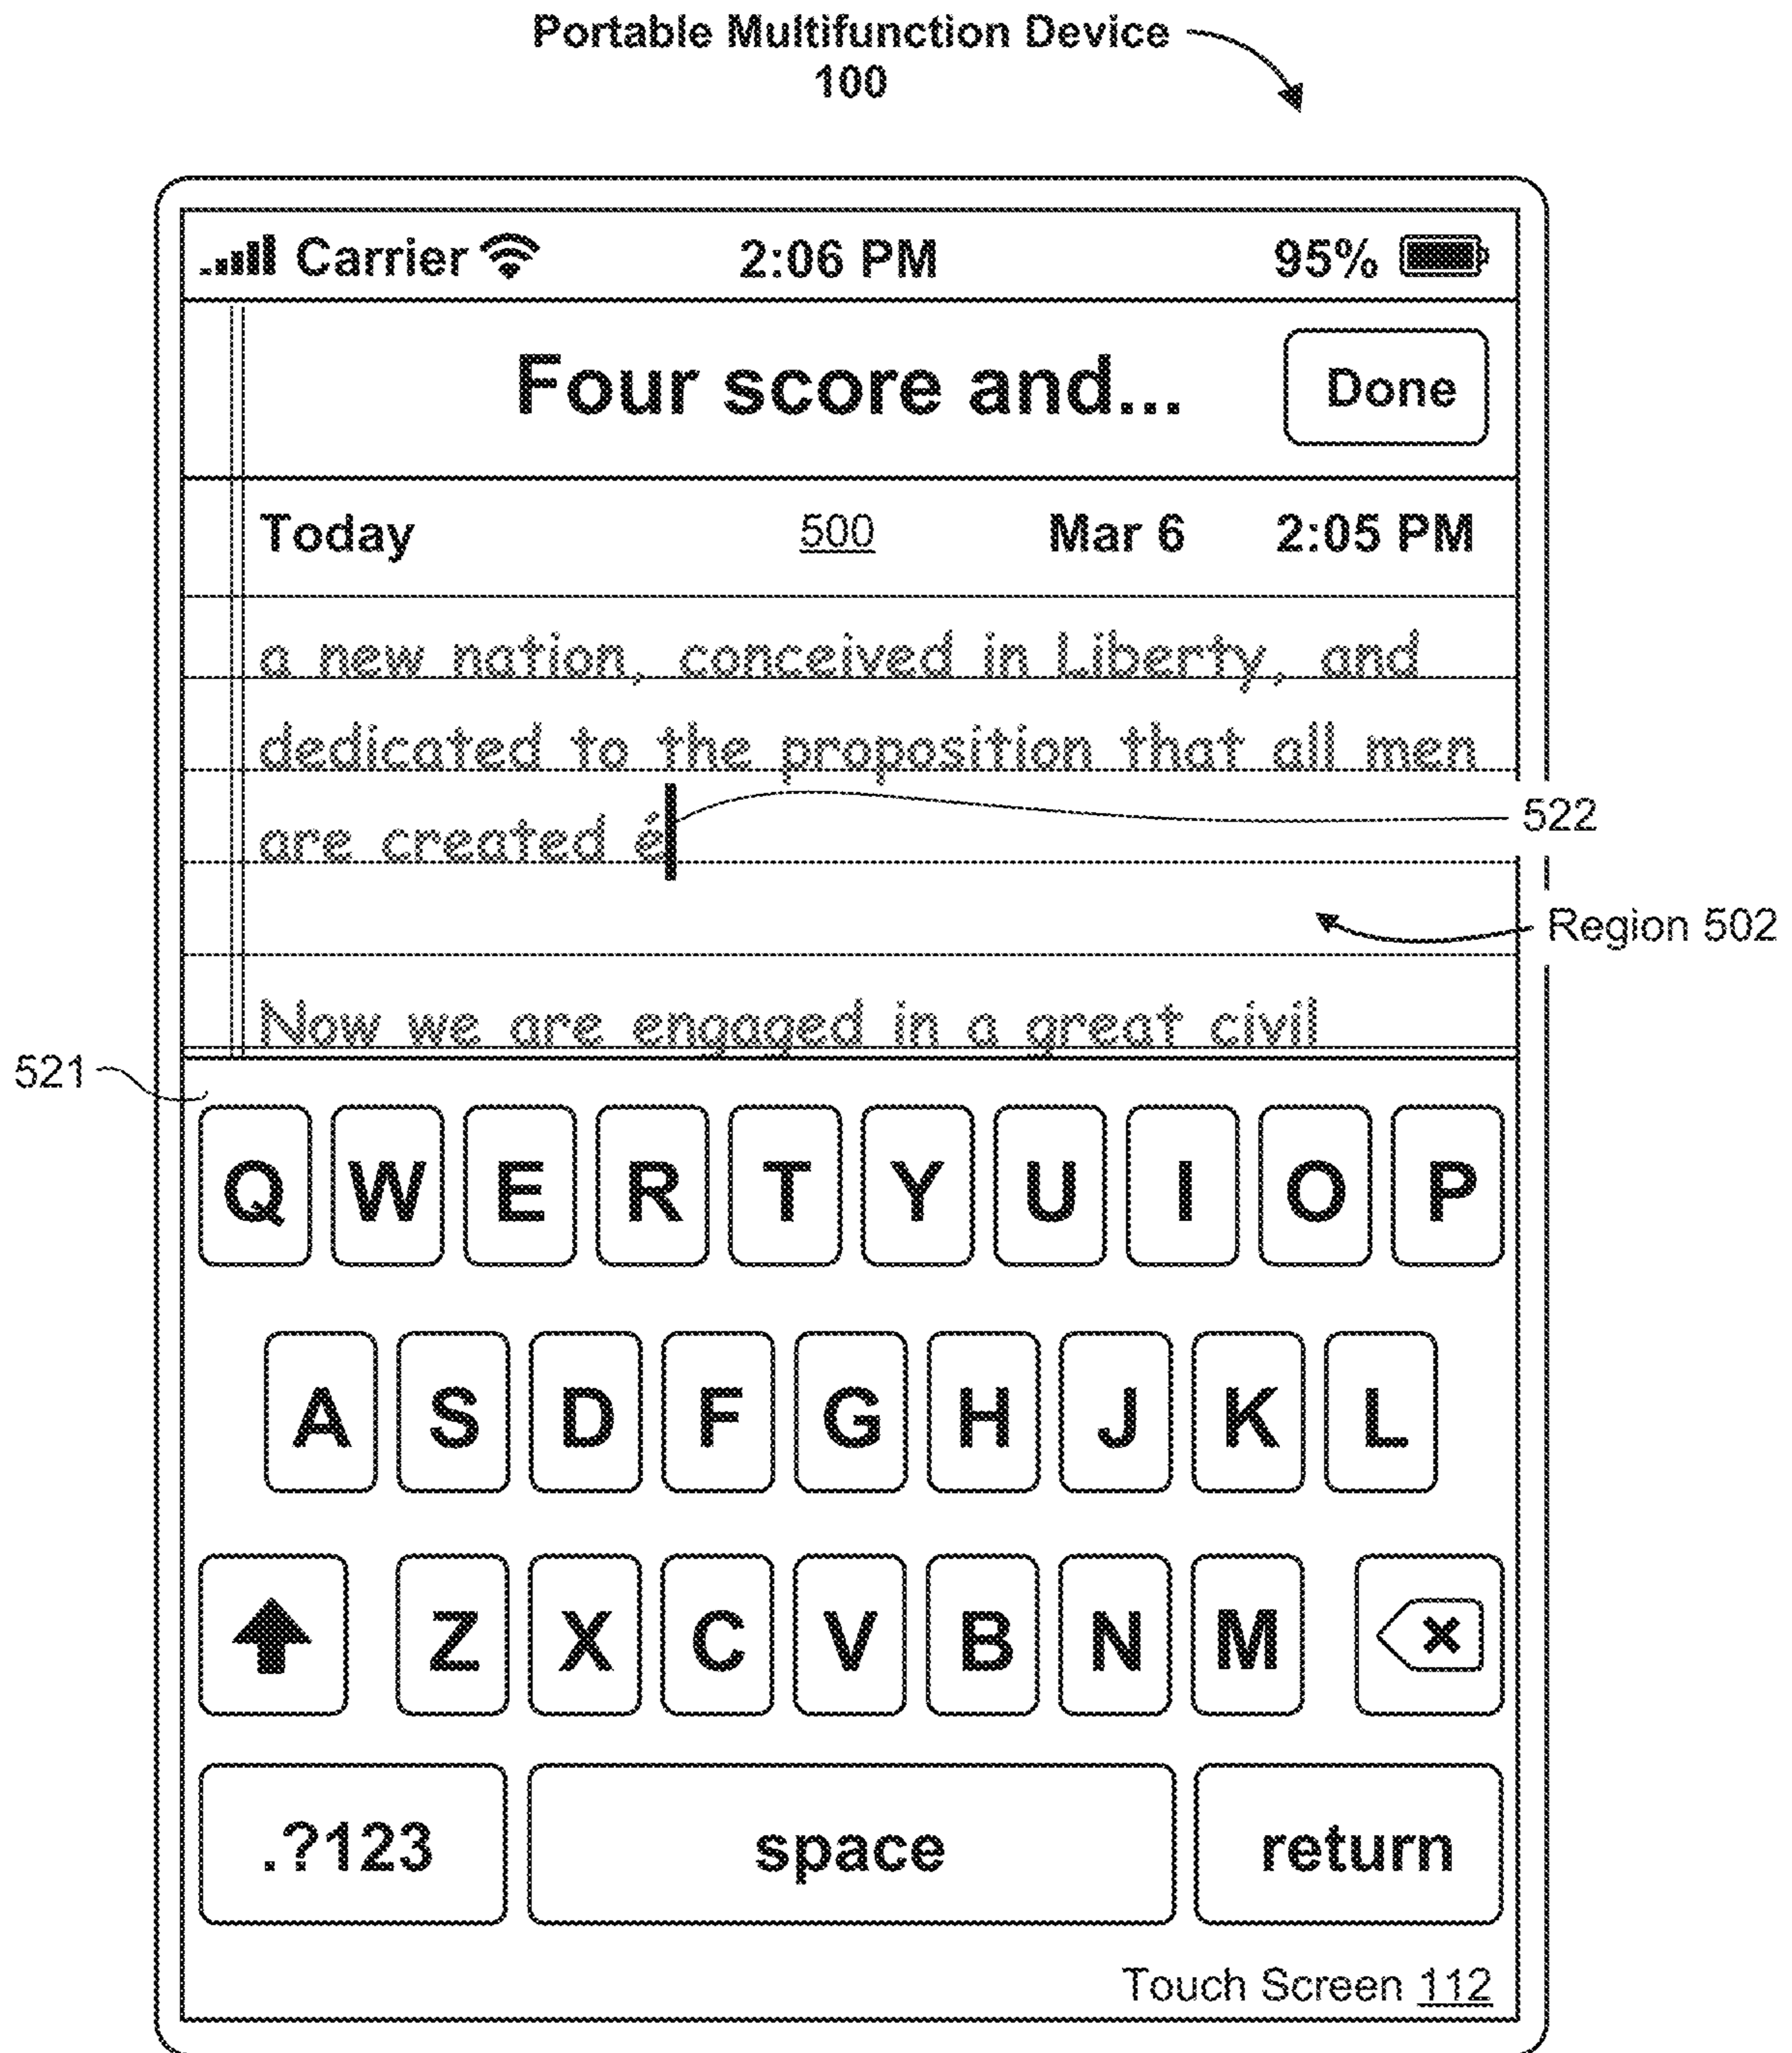 Portable Multifunction Device
100
Carrier 2:06 PM 95%
Four score and... Done
Today 500 Mar 6 2:05 PM
a new nation, conceived in Liberty, and
dedicated to the proposition that all men
are created é
522
Region 502
Now we are engaged in a great civil
521
Q W E R T Y U I O P
A S D F G H J K L
Z X C V B N M
.?123 space return
Touch Screen 112